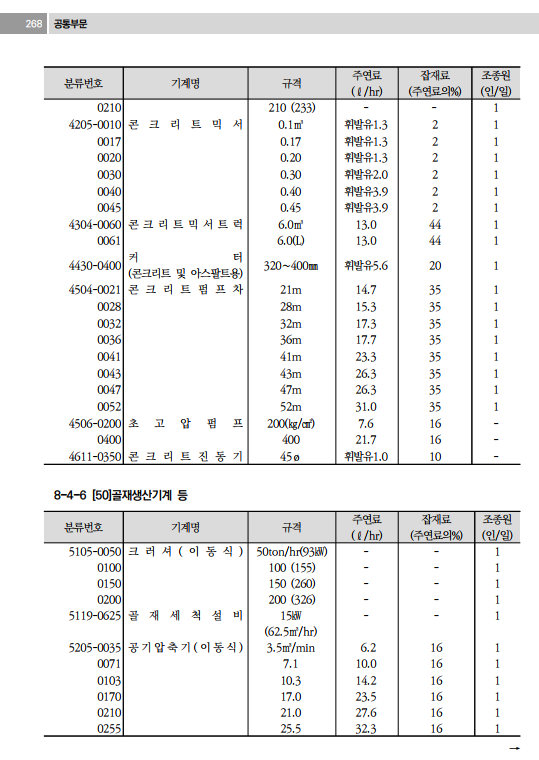 268 공통부문
분류번호 기계명 규격 주연료 (ℓ/hr) 잡재료 (주연료의%) 조종원 (인/일)
0210 210 (233) - - 1
4205-0010 콘크리트믹서 0.1㎥ 휘발유1.3 2 1
0017 0.17 휘발유1.3 2 1
0020 0.20 휘발유1.3 2 1
0030 0.30 휘발유2.0 2 1
0040 0.40 휘발유3.9 2 1
0045 0.45 휘발유3.9 2 1
4304-0060 콘크리트믹서트럭 6.0㎥ 13.0 44 1
0061 6.0(L) 13.0 44 1
4430-0400 커터 (콘크리트 및 아스팔트용) 320~400㎜ 휘발유5.6 20 1
4504-0021 콘크리트펌프차 21m 14.7 35 1
0028 28m 15.3 35 1
0032 32m 17.3 35 1
0036 36m 17.7 35 1
0041 41m 23.3 35 1
0043 43m 26.3 35 1
0047 47m 26.3 35 1
0052 52m 31.0 35 1
4506-0200 초고압펌프 200(㎏/㎠) 7.6 16 -
0400 400 21.7 16 -
4611-0350 콘크리트진동기 45ø 휘발유1.0 10 -
8-4-6 [50]골재생산기계 등
분류번호 기계명 규격 주연료 (ℓ/hr) 잡재료 (주연료의%) 조종원 (인/일)
5105-0050 크러셔(이동식) 50ton/hr(93㎾) - - 1
0100 100 (155) - - 1
0150 150 (260) - - 1
0200 200 (326) - - 1
5119-0625 골재세척설비 15㎾ - - 1
(62.5㎥/hr)
5205-0035 공기압축기(이동식) 3.5㎥/min 6.2 16 1
0071 7.1 10.0 16 1
0103 10.3 14.2 16 1
0170 17.0 23.5 16 1
0210 21.0 27.6 16 1
0255 25.5 32.3 16 1
→